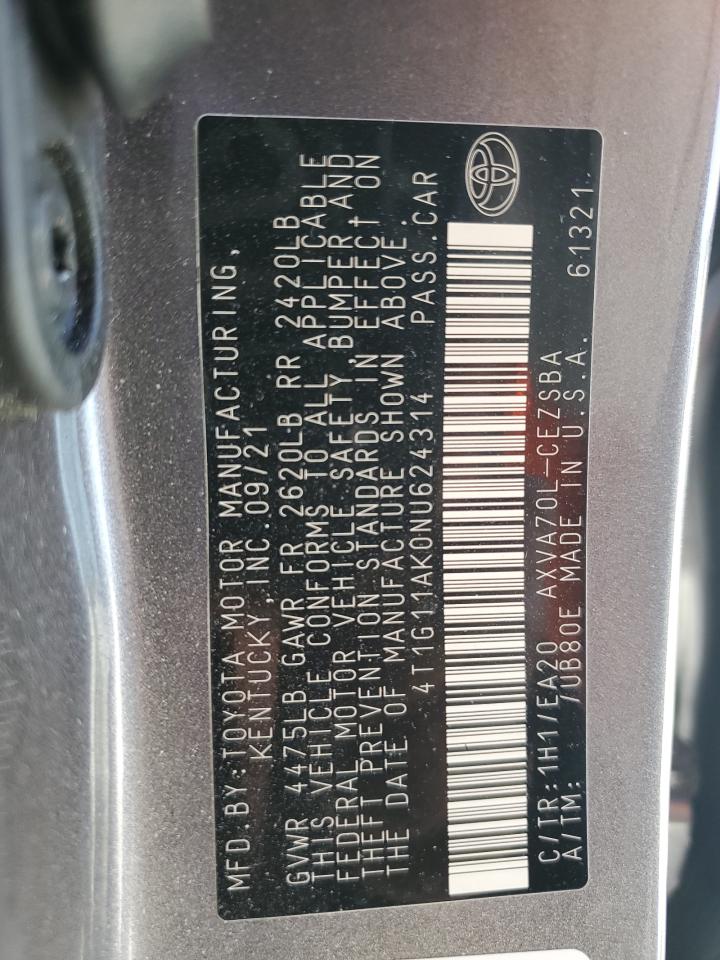 MFD.BY:TOYOTA MOTOR MANUFACTURING,
KENTUCKY,INC.09/21
GVWR 4475LB GAWR FR 2620LB RR 2420LB
THIS VEHICLE CONFORMS TO ALL APPLICABLE
FEDERAL MOTOR VEHICLE SAFETY,BUMPER AND
THEFT PREVENTION STANDARDS IN EFFECT ON
THE DATE OF MANUFACTURE SHOWN ABOVE.
4T1G11AK0NU624314 PASS.CAR
C/TR:1H1/EA20 AXVA70L-CEZSBA
A/TM: /UB80E MADE IN U.S.A. 61321